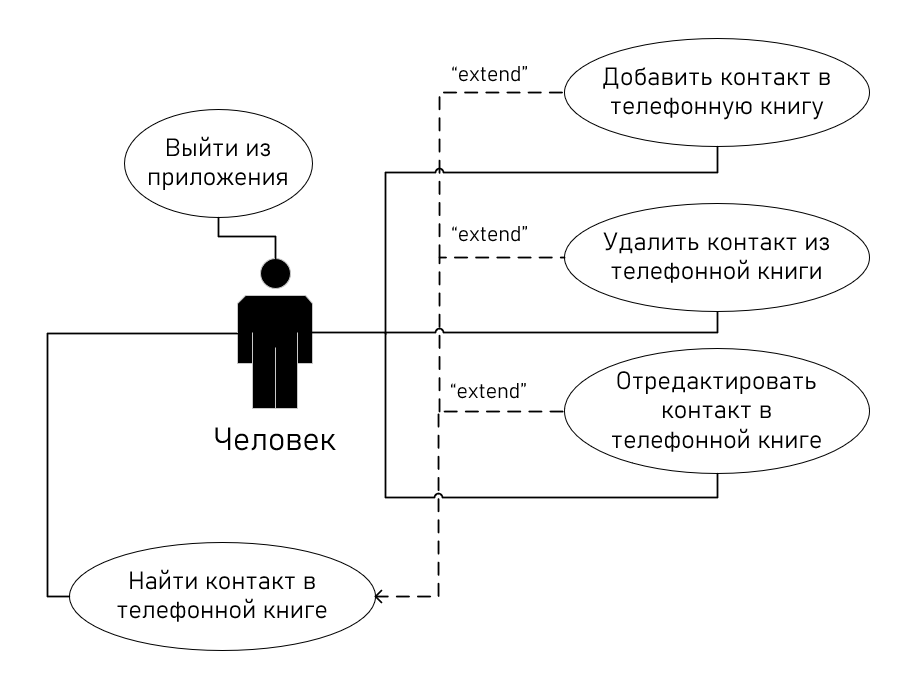 “extend”
Добавить контакт в
телефонную книгу
Выйти из
приложения
“extend”
Удалить контакт из
телефонной книги
“extend”
Отредактировать
контакт в
телефонной книге
Человек
Найти контакт в
телефонной книге